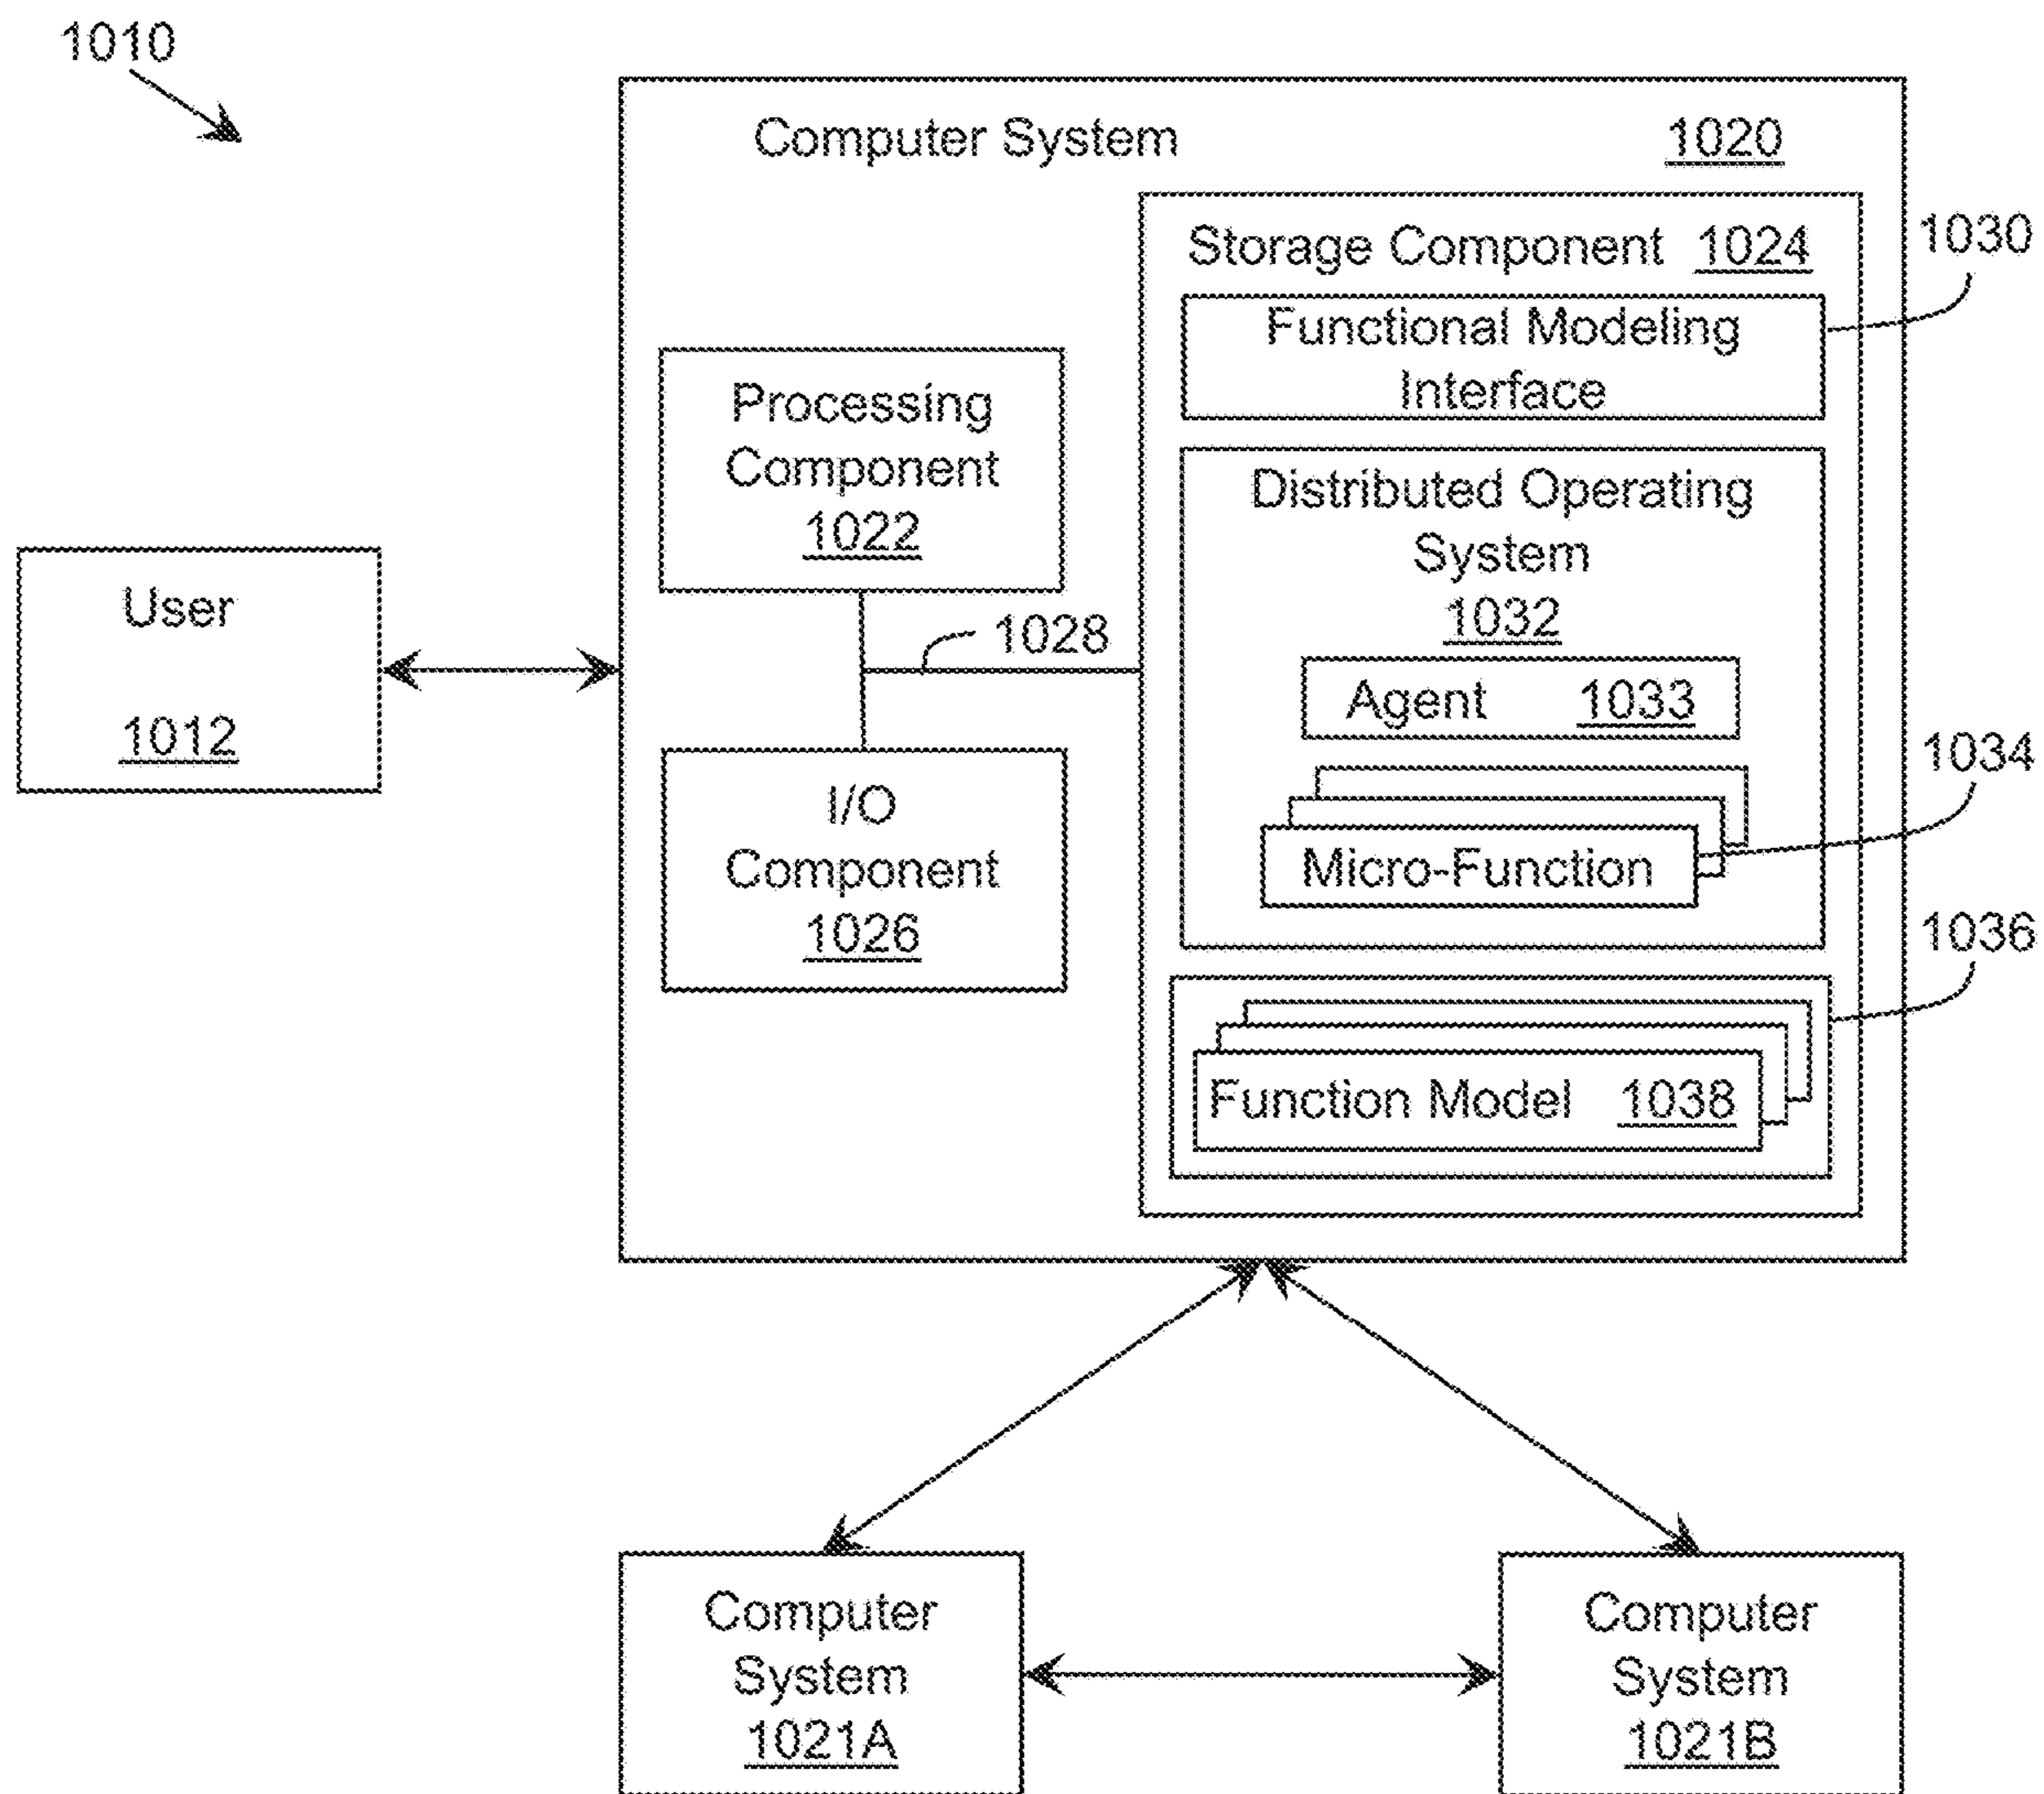 1010
Computer System 1020
Storage Component 1024
1030
Functional Modeling
Interface
Processing
Component
1022
Distributed Operating
System
1032
User
1012
1028
Agent 1033
1034
I/O
Component
1026
Micro-Function
1036
Function Model 1038
Computer
System
1021A
Computer
System
1021B